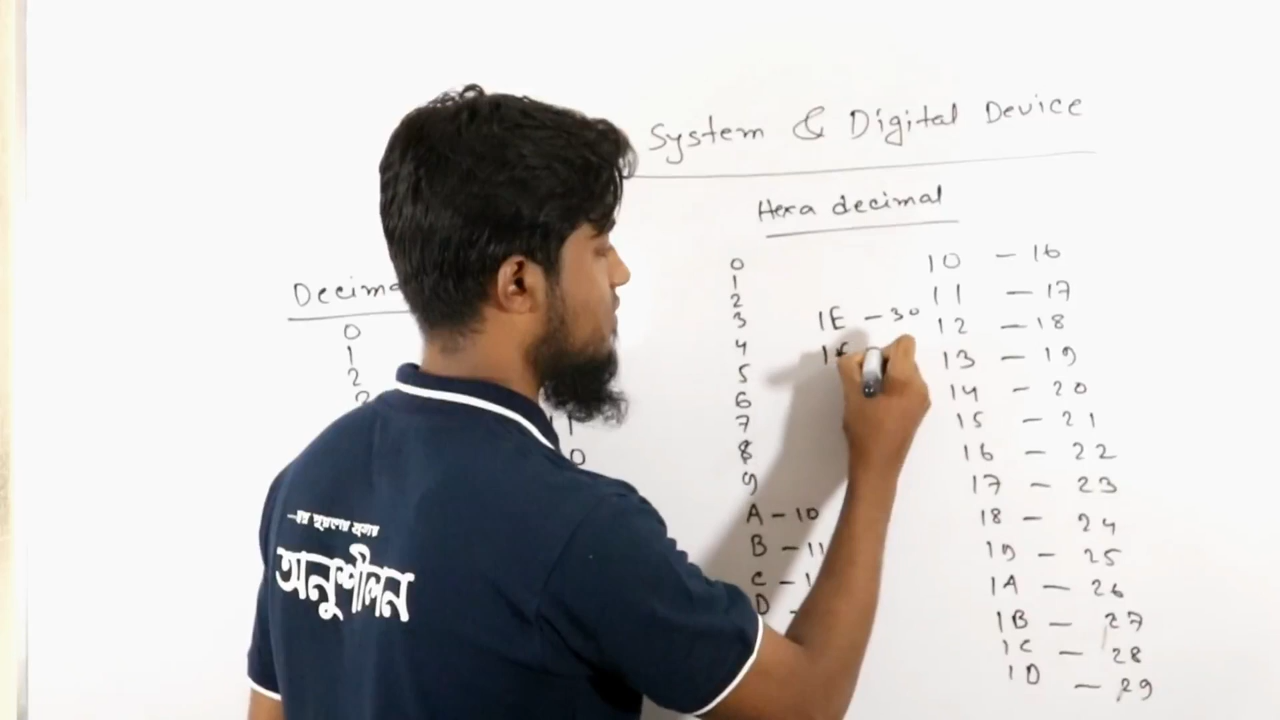 System & Digital Device
Hexa decimal
Decima
0
1
2
0
1
2
3
4
5
6
7
8
9
A - 10
B - 11
C - 1
D -
1E - 30
10 - 16
11 - 17
12 - 18
13 - 19
14 - 20
15 - 21
16 - 22
17 - 23
18 - 24
19 - 25
1A - 26
1B - 27
1C - 28
1D - 29
অনুশীলন